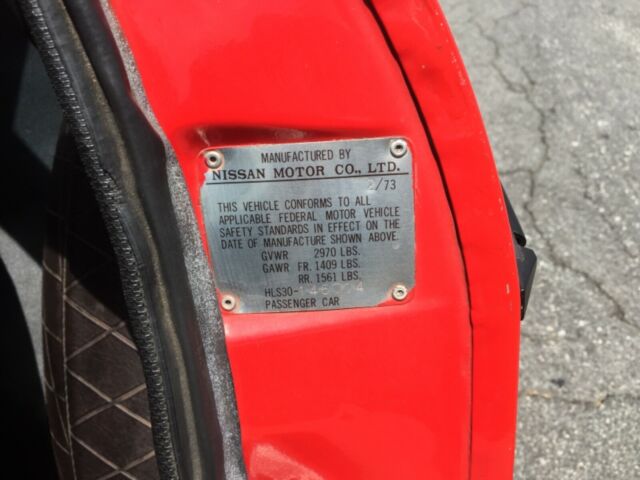 MANUFACTURED BY
NISSAN MOTOR CO., LTD.
2/73
THIS VEHICLE CONFORMS TO ALL
APPLICABLE FEDERAL MOTOR VEHICLE
SAFETY STANDARDS IN EFFECT ON THE
DATE OF MANUFACTURE SHOWN ABOVE.
GVWR 2970 LBS.
GAWR FR. 1409 LBS.
RR. 1561 LBS.
HLS30-
PASSENGER CAR